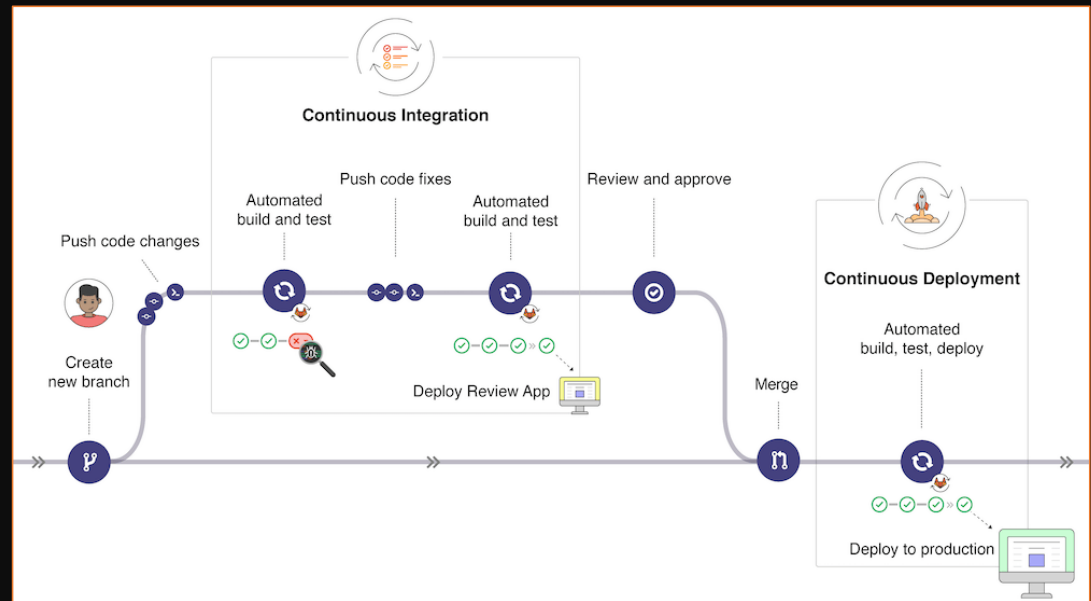 Continuous Integration
Push code fixes
Review and approve
Automated
build and test
Automated
build and test
Push code changes
Continuous Deployment
Automated
build, test, deploy
Create
new branch
Deploy Review App
Merge
Deploy to production